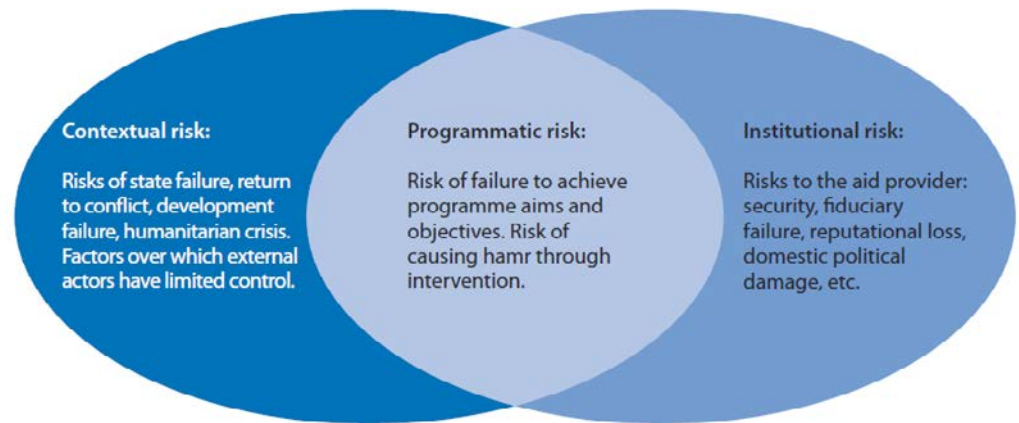 Contextual risk:
Risks of state failure, return
to conflict, development
failure, humanitarian crisis.
Factors over which external
actors have limited control.
Programmatic risk:
Risk of failure to achieve
programme aims and
objectives. Risk of
causing hamr through
intervention.
Institutional risk:
Risks to the aid provider:
security, fiduciary
failure, reputational loss,
domestic political
damage, etc.